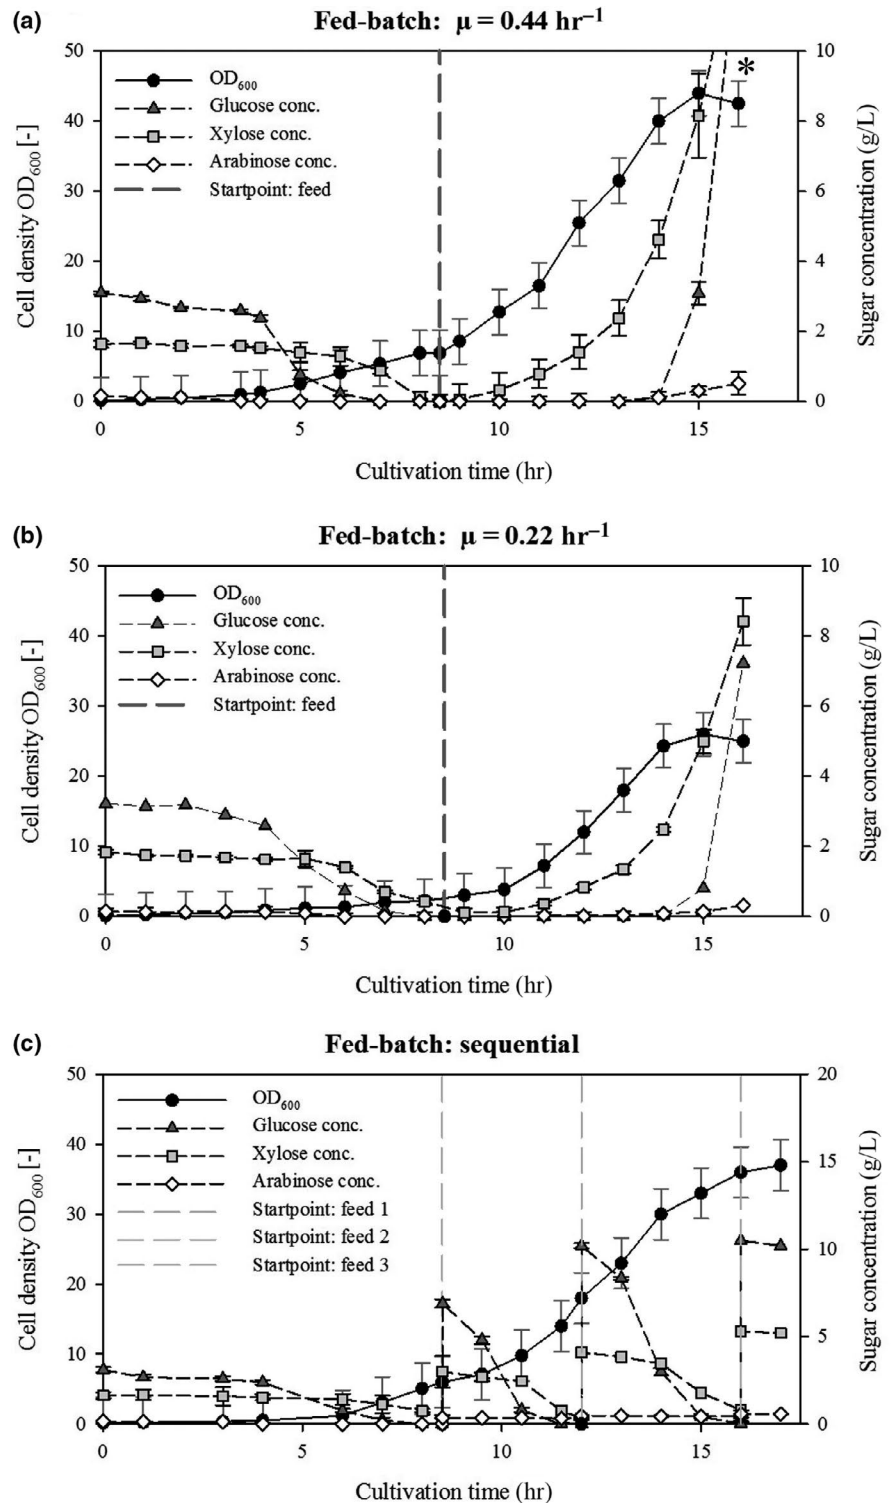 (a)
Fed-batch: μ = 0.44 hr⁻¹
50
40
30
20
10
0
Cell density OD₆₀₀ [-]
OD₆₀₀
Glucose conc.
Xylose conc.
Arabinose conc.
Startpoint: feed
*
10
8
6
4
2
0
Sugar concentration (g/L)
0 5 10 15
Cultivation time (hr)
(b)
Fed-batch: μ = 0.22 hr⁻¹
50
40
30
20
10
0
Cell density OD₆₀₀ [-]
OD₆₀₀
Glucose conc.
Xylose conc.
Arabinose conc.
Startpoint: feed
10
8
6
4
2
0
Sugar concentration (g/L)
0 5 10 15
Cultivation time (hr)
(c)
Fed-batch: sequential
50
40
30
20
10
0
Cell density OD₆₀₀ [-]
OD₆₀₀
Glucose conc.
Xylose conc.
Arabinose conc.
Startpoint: feed 1
Startpoint: feed 2
Startpoint: feed 3
20
15
10
5
0
Sugar concentration (g/L)
0 5 10 15
Cultivation time (hr)